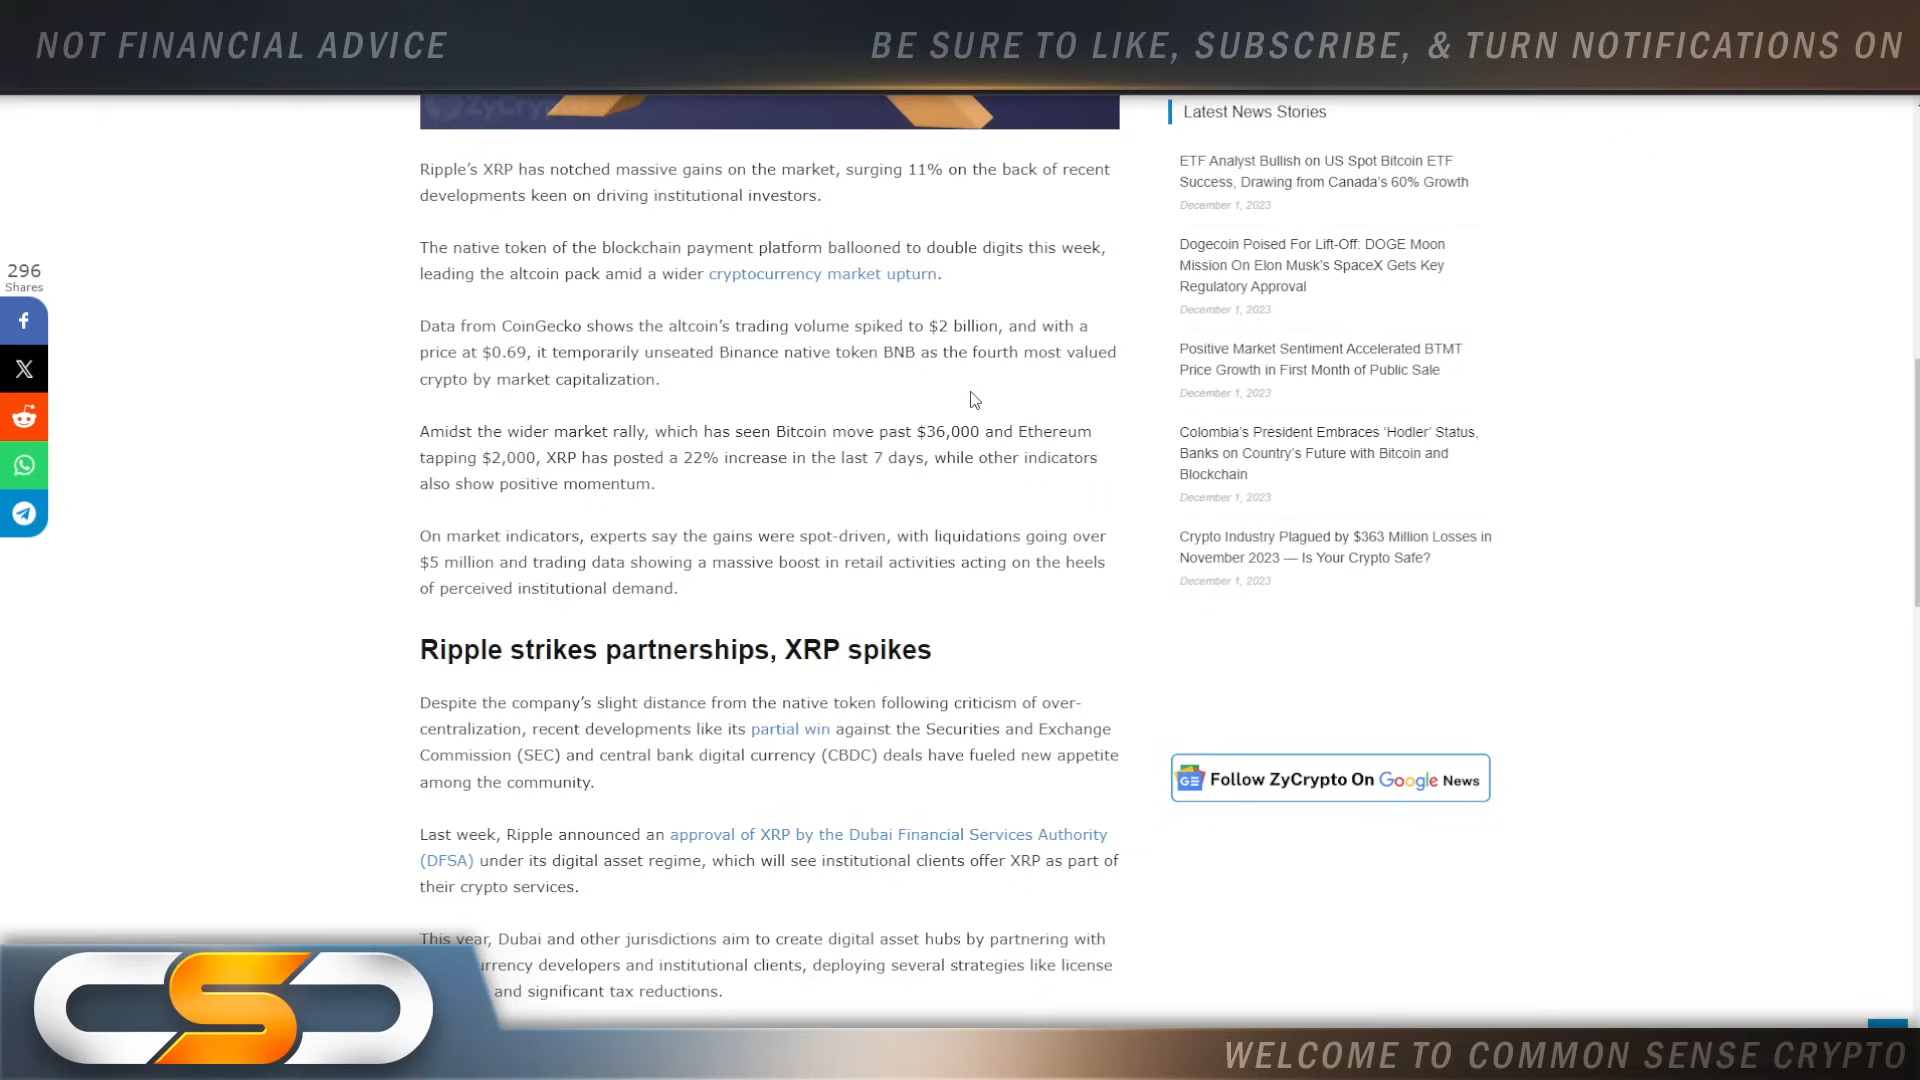 NOT FINANCIAL ADVICE
BE SURE TO LIKE, SUBSCRIBE, & TURN NOTIFICATIONS ON
ZyCryp
Ripple’s XRP has notched massive gains on the market, surging 11% on the back of recent
developments keen on driving institutional investors.
The native token of the blockchain payment platform ballooned to double digits this week,
leading the altcoin pack amid a wider cryptocurrency market upturn.
Data from CoinGecko shows the altcoin’s trading volume spiked to $2 billion, and with a
price at $0.69, it temporarily unseated Binance native token BNB as the fourth most valued
crypto by market capitalization.
Amidst the wider market rally, which has seen Bitcoin move past $36,000 and Ethereum
tapping $2,000, XRP has posted a 22% increase in the last 7 days, while other indicators
also show positive momentum.
On market indicators, experts say the gains were spot-driven, with liquidations going over
$5 million and trading data showing a massive boost in retail activities acting on the heels
of perceived institutional demand.
Ripple strikes partnerships, XRP spikes
Despite the company’s slight distance from the native token following criticism of over-
centralization, recent developments like its partial win against the Securities and Exchange
Commission (SEC) and central bank digital currency (CBDC) deals have fueled new appetite
among the community.
Last week, Ripple announced an approval of XRP by the Dubai Financial Services Authority
(DFSA) under its digital asset regime, which will see institutional clients offer XRP as part of
their crypto services.
This year, Dubai and other jurisdictions aim to create digital asset hubs by partnering with
urrency developers and institutional clients, deploying several strategies like license
and significant tax reductions.
296
Shares
Latest News Stories
ETF Analyst Bullish on US Spot Bitcoin ETF
Success, Drawing from Canada’s 60% Growth
December 1, 2023
Dogecoin Poised For Lift-Off: DOGE Moon
Mission On Elon Musk’s SpaceX Gets Key
Regulatory Approval
December 1, 2023
Positive Market Sentiment Accelerated BTMT
Price Growth in First Month of Public Sale
December 1, 2023
Colombia’s President Embraces ‘Hodler’ Status,
Banks on Country’s Future with Bitcoin and
Blockchain
December 1, 2023
Crypto Industry Plagued by $363 Million Losses in
November 2023 — Is Your Crypto Safe?
December 1, 2023
GE Follow ZyCrypto On Google News
CSC
WELCOME TO COMMON SENSE CRYPTO